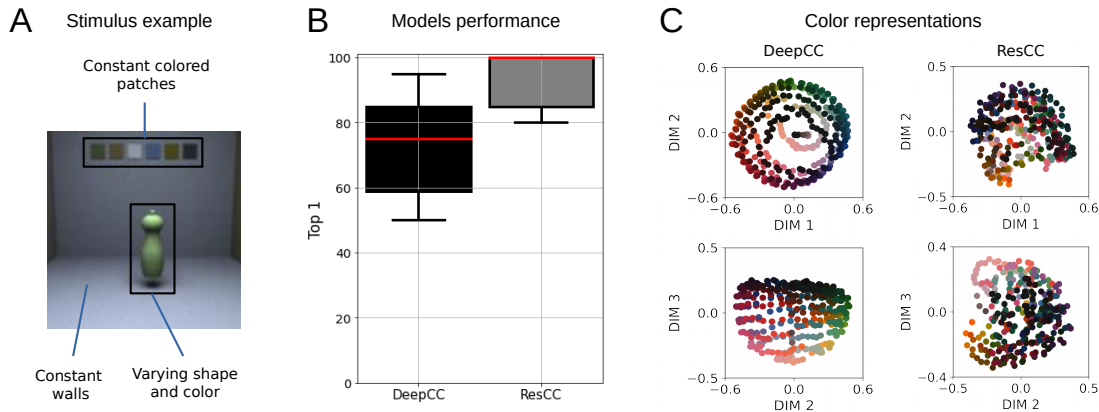 A
Stimulus example
Constant colored
patches
Constant
walls
Varying shape
and color
B
Models performance
Top 1
100
80
60
40
20
0
DeepCC
ResCC
C
Color representations
DeepCC
ResCC
0.6
0.0
−0.6
DIM 2
−0.6
0.0
0.6
DIM 1
0.5
0.0
−0.5
DIM 2
−0.6
0.0
0.6
DIM 1
0.5
0.0
−0.5
DIM 3
−0.6
0.0
0.6
DIM 2
0.4
0.0
−0.4
DIM 3
−0.5
0.0
0.5
DIM 2